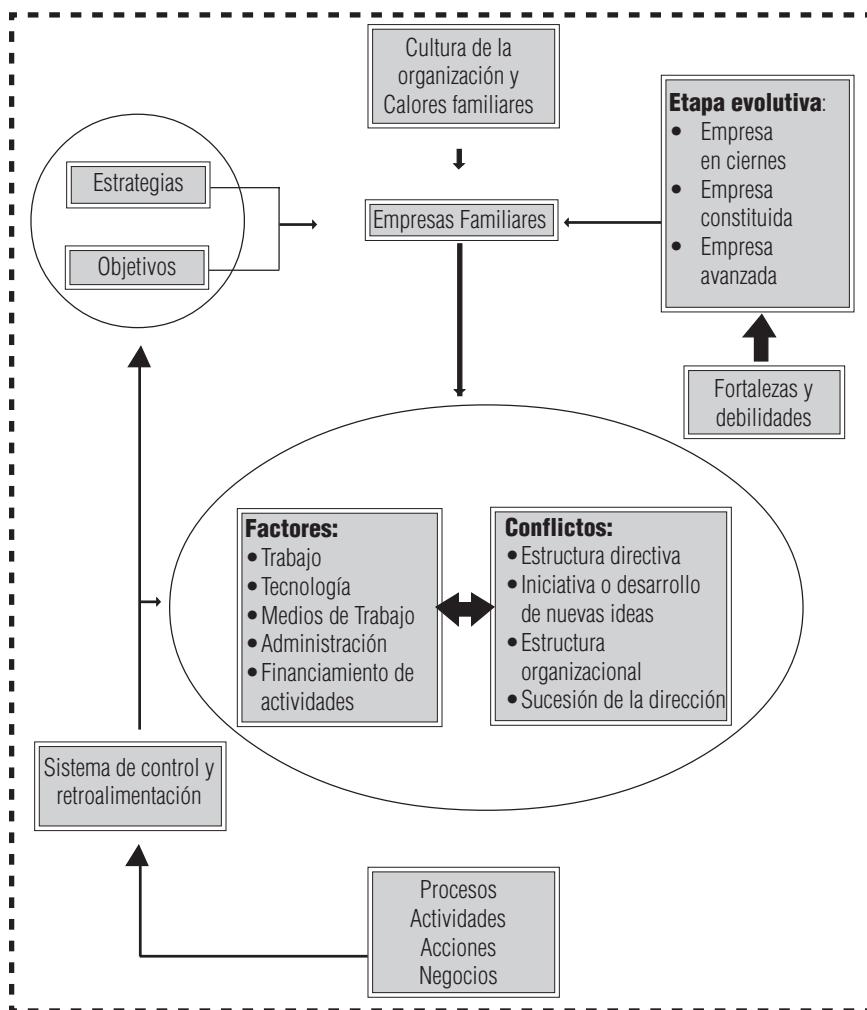 Cultura de la
organización y
Calores familiares
Etapa evolutiva:
• Empresa
en ciernes
• Empresa
constituida
• Empresa
avanzada
Estrategias
Objetivos
Empresas Familiares
Fortalezas y
debilidades
Factores:
• Trabajo
• Tecnología
• Medios de Trabajo
• Administración
• Financiamiento de
actividades
Conflictos:
• Estructura directiva
• Iniciativa o desarrollo
de nuevas ideas
• Estructura
organizacional
• Sucesión de la dirección
Sistema de control y
retroalimentación
Procesos
Actividades
Acciones
Negocios